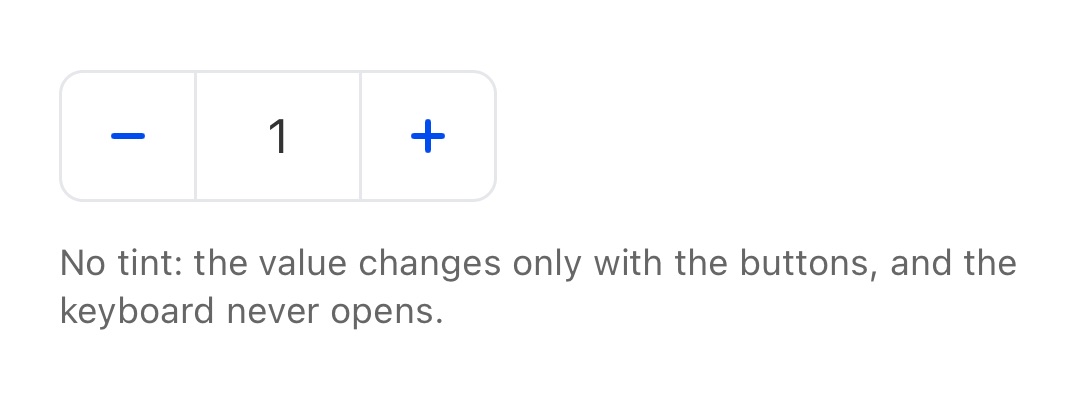 1
No tint: the value changes only with the buttons, and the
keyboard never opens.